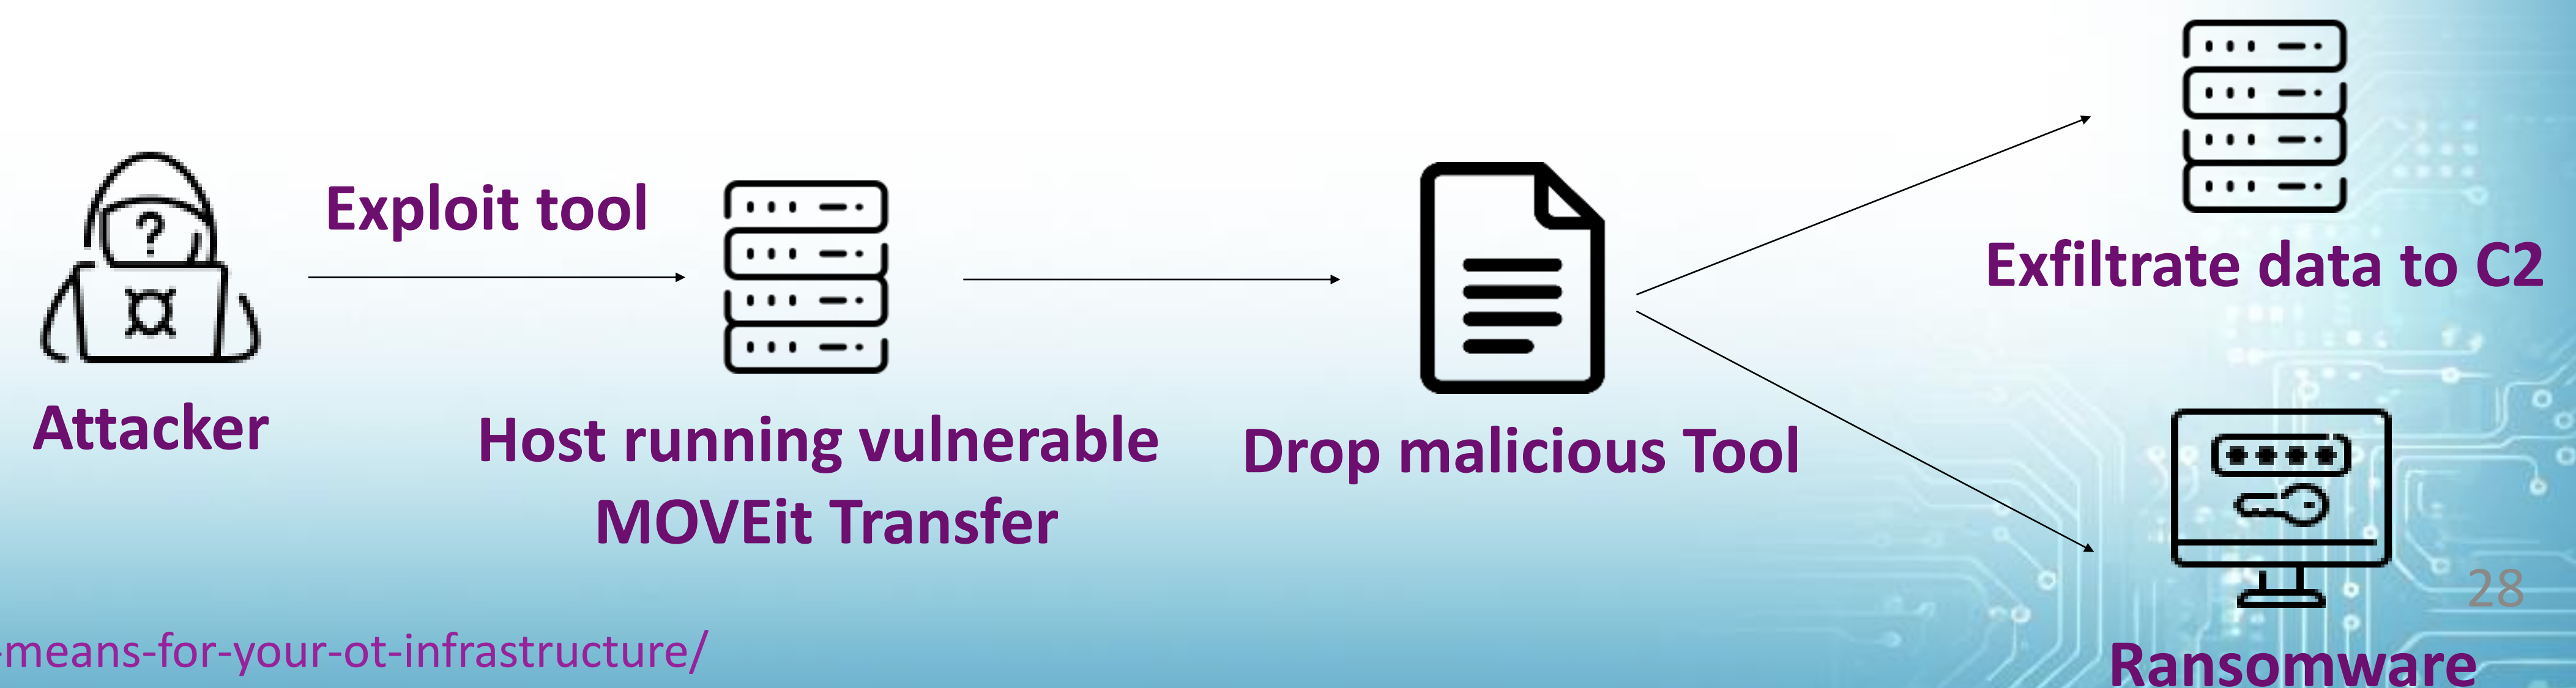 Exploit tool
Attacker
Host running vulnerable
MOVEit Transfer
Drop malicious Tool
Exfiltrate data to C2
?
Ransomware
28
-means-for-your-ot-infrastructure/